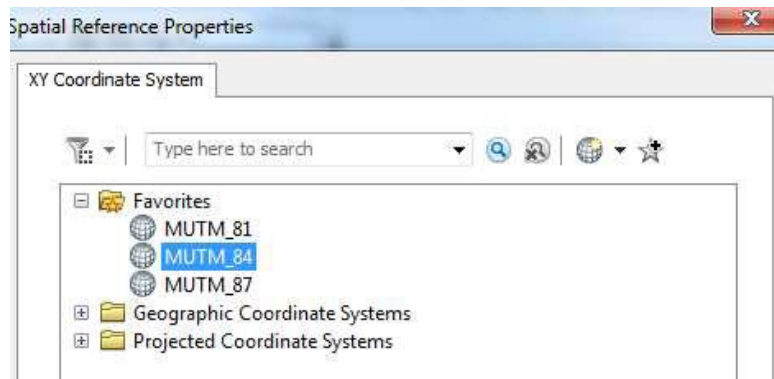 Spatial Reference Properties
XY Coordinate System
Type here to search
Favorites
MUTM_81
MUTM_84
MUTM_87
Geographic Coordinate Systems
Projected Coordinate Systems